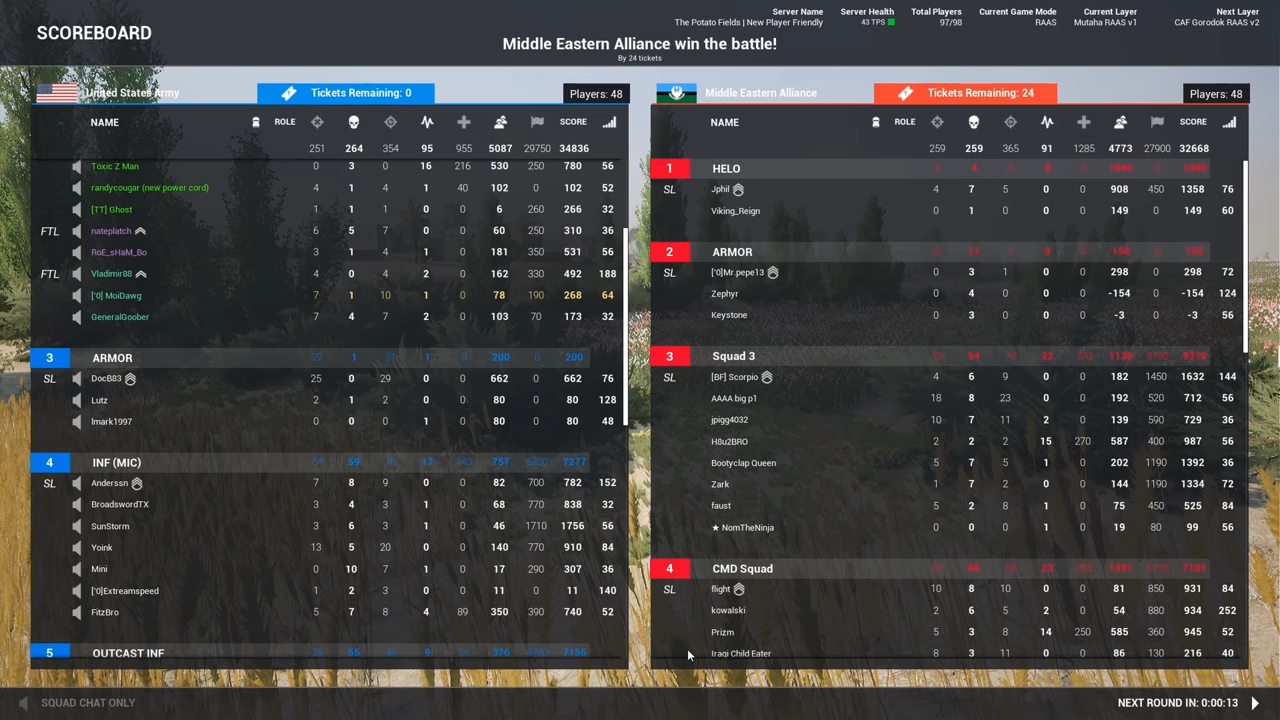 SCOREBOARD
Server Name Server Health Total Players Current Game Mode Current Layer Next Layer
The Potato Fields | New Player Friendly 43 TPS 97/98 RAAS Mutaha RAAS v1 CAF Gorodok RAAS v2
Middle Eastern Alliance win the battle!
By 24 tickets
United States Army Tickets Remaining: 0 Players: 48
NAME ROLE SCORE
251 264 354 95 955 5087 29750 34836
Toxic Z Man 0 3 0 16 216 530 250 780 56
randycougar (new power cord) 4 1 4 1 40 102 0 102 52
[TT] Ghost 1 1 1 0 0 6 260 266 32
FTL nateplatch 6 5 7 0 0 60 250 310 36
RoE_sHaM_Bo 3 1 4 1 0 181 350 531 56
FTL Vladimir88 4 0 4 2 0 162 330 492 188
['0] MoiDawg 7 1 10 1 0 78 190 268 64
GeneralGoober 7 4 7 2 0 103 70 173 32
3 ARMOR 27 1 31 1 0 200 0 200
SL DocB83 25 0 29 0 0 662 0 662 76
Lutz 2 1 2 0 0 80 0 80 128
lmark1997 0 0 0 1 0 80 0 80 48
4 INF (MIC) 54 59 17 143 757 7277
SL Anderssn 7 8 9 0 0 82 700 782 152
BroadswordTX 3 4 3 1 0 68 770 838 32
SunStorm 3 6 3 1 0 46 1710 1756 56
Yoink 13 5 20 0 0 140 770 910 84
Mini 0 10 7 1 0 17 290 307 36
['0]Extreamspeed 1 2 3 0 0 11 0 11 140
FitzBro 5 7 8 4 89 350 390 740 52
5 OUTCAST INF 55 9 376 6780 7156
Middle Eastern Alliance Tickets Remaining: 24 Players: 48
NAME ROLE SCORE
259 259 365 91 1285 4773 27900 32668
1 HELO
SL Jphil 4 7 5 0 0 908 450 1358 76
Viking_Reign 0 1 0 0 0 149 0 149 60
2 ARMOR 11
SL ['0]Mr.pepe13 0 3 1 0 0 298 0 298 72
Zephyr 0 4 0 0 0 -154 0 -154 124
Keystone 0 3 0 0 0 -3 0 -3 56
3 Squad 3 22
SL [BF] Scorpio 4 6 9 0 0 182 1450 1632 144
AAAA big p1 18 8 23 0 0 192 520 712 56
jpigg4032 10 7 11 2 0 139 590 729 36
H8u2BRO 2 2 2 15 270 587 400 987 56
Bootyclap Queen 5 7 5 1 0 202 1190 1392 36
Zark 1 7 2 0 0 144 1190 1334 72
faust 5 2 8 1 0 75 450 525 84
★ NomTheNinja 0 0 0 1 0 19 80 99 56
4 CMD Squad
SL flight 10 8 10 0 0 81 850 931 84
kowalski 2 6 5 2 0 54 880 934 252
Prizm 5 3 8 14 250 585 360 945 52
Iraqi Child Eater 8 3 11 0 0 86 130 216 40
SQUAD CHAT ONLY
NEXT ROUND IN: 0:00:13